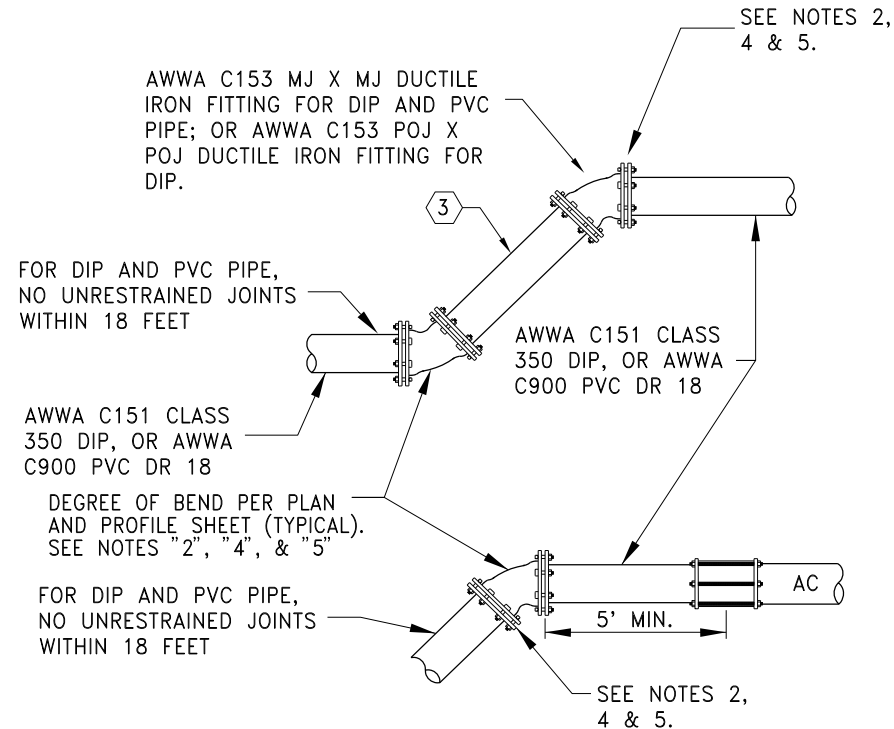 SEE NOTES 2,
4 & 5.
AWWA C153 MJ X MJ DUCTILE
IRON FITTING FOR DIP AND PVC
PIPE; OR AWWA C153 POJ X
POJ DUCTILE IRON FITTING FOR
DIP.
3
FOR DIP AND PVC PIPE,
NO UNRESTRAINED JOINTS
WITHIN 18 FEET
AWWA C151 CLASS
350 DIP, OR AWWA
C900 PVC DR 18
AWWA C151 CLASS
350 DIP, OR AWWA
C900 PVC DR 18
DEGREE OF BEND PER PLAN
AND PROFILE SHEET (TYPICAL).
SEE NOTES "2", "4", & "5"
FOR DIP AND PVC PIPE,
NO UNRESTRAINED JOINTS
WITHIN 18 FEET
AC
5' MIN.
SEE NOTES 2,
4 & 5.